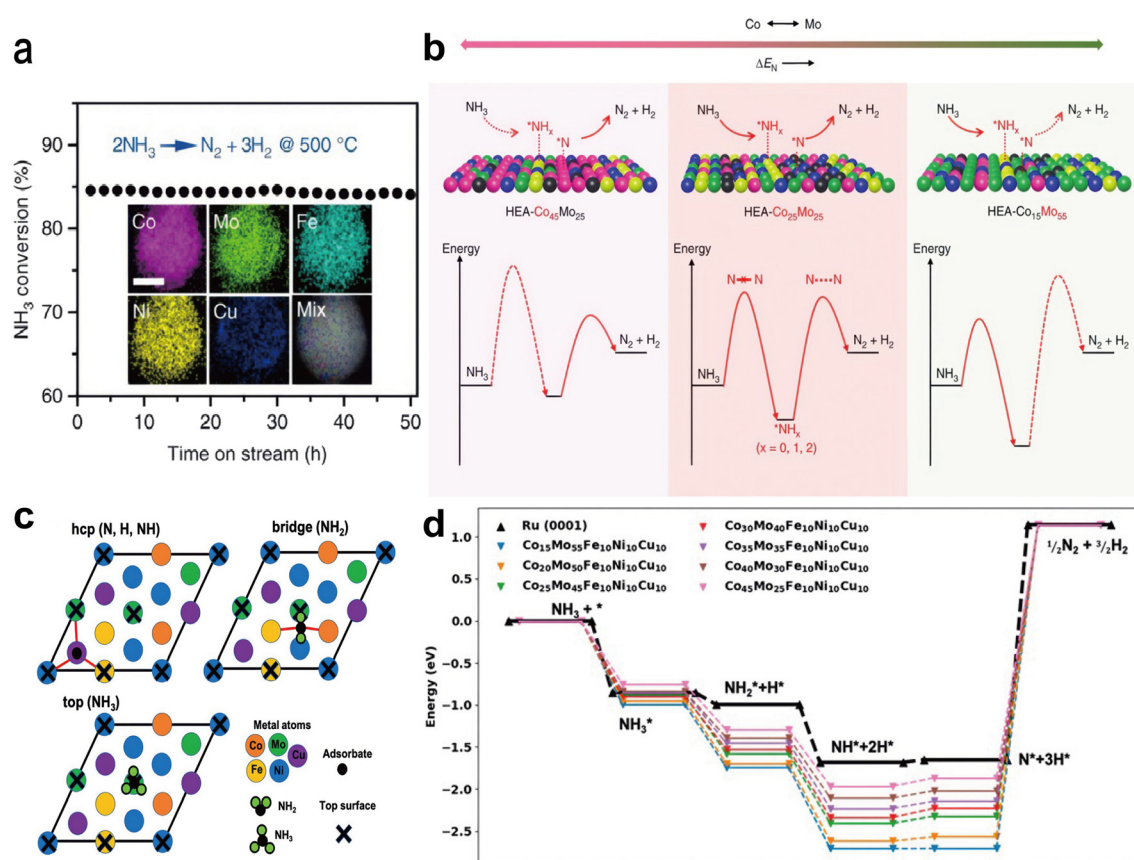 a
NH3 conversion (%)
90
80
70
60
2NH3 → N2 + 3H2 @ 500 °C
Co
Mo
Fe
Ni
Cu
Mix
0
10
20
30
40
50
Time on stream (h)
b
Co ⟷ Mo
ΔEN
NH3
*NHx
*N
N2 + H2
HEA-Co45Mo25
NH3
*NHx
*N
N2 + H2
HEA-Co25Mo25
NH3
*NHx
*N
N2 + H2
HEA-Co15Mo55
Energy
NH3
N2 + H2
Energy
N N
N N
NH3
*NHx
(x = 0, 1, 2)
N2 + H2
Energy
NH3
N2 + H2
c
hcp (N, H, NH)
bridge (NH2)
top (NH3)
Metal atoms
Co
Mo
Cu
Fe
Ni
Adsorbate
NH2
NH3
Top surface
d
Energy (eV)
1.0
0.5
0.0
-0.5
-1.0
-1.5
-2.0
-2.5
Ru (0001)
Co15Mo55Fe10Ni10Cu10
Co20Mo50Fe10Ni10Cu10
Co25Mo45Fe10Ni10Cu10
Co30Mo40Fe10Ni10Cu10
Co35Mo35Fe10Ni10Cu10
Co40Mo30Fe10Ni10Cu10
Co45Mo25Fe10Ni10Cu10
NH3 + *
NH3*
NH2*+H*
NH*+2H*
N*+3H*
1/2N2 + 3/2H2